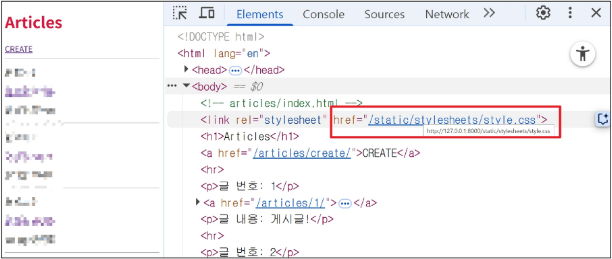 Articles
CREATE
Elements Console Sources Network
<!DOCTYPE html>
<html lang="en">
<head> </head>
<body> == $0
<!-- articles/index.html -->
<link rel="stylesheet" href="/static/stylesheets/style.css">
http://127.0.0.1:8000/static/stylesheets/style.css
<h1>Articles</h1>
<a href="/articles/create/">CREATE</a>
<hr>
<p>글 번호: 1</p>
<a href="/articles/1/"> </a>
<p>글 내용: 게시글!</p>
<hr>
<p>글 번호: 2</p>